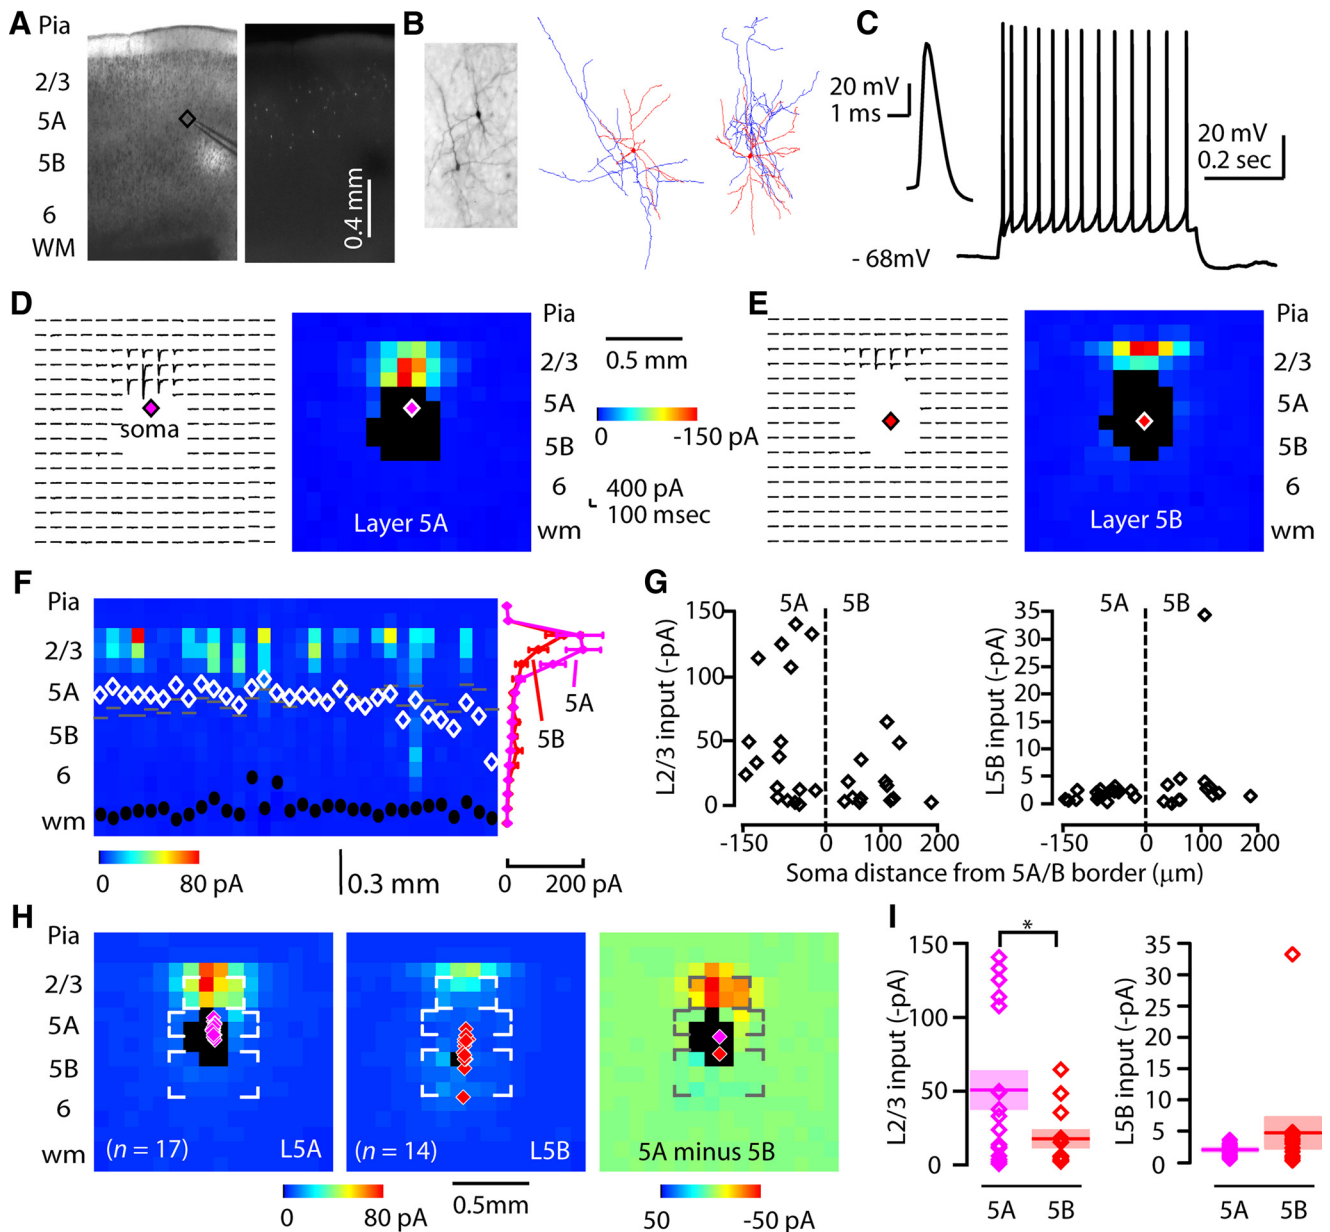 A
Pia
2/3
5A
5B
6
WM
0.4 mm
B
C
20 mV
1 ms
20 mV
0.2 sec
- 68mV
D
soma
Layer 5A
Pia
2/3
5A
5B
6
wm
0.5 mm
0
-150 pA
400 pA
100 msec
E
Layer 5B
Pia
2/3
5A
5B
6
wm
F
Pia
2/3
5A
5B
6
wm
5A
5B
0
80 pA
0.3 mm
0
200 pA
G
L2/3 input (-pA)
150
100
50
0
5A
5B
-150
0
100
200
L5B input (-pA)
35
30
25
20
15
10
5
0
5A
5B
-150
0
100
200
Soma distance from 5A/B border (μm)
H
Pia
2/3
5A
5B
6
wm
(n = 17)
L5A
(n = 14)
L5B
5A minus 5B
0
80 pA
0.5mm
50
-50 pA
I
L2/3 input (-pA)
150
100
50
0
*
5A
5B
L5B input (-pA)
35
30
25
20
15
10
5
0
5A
5B